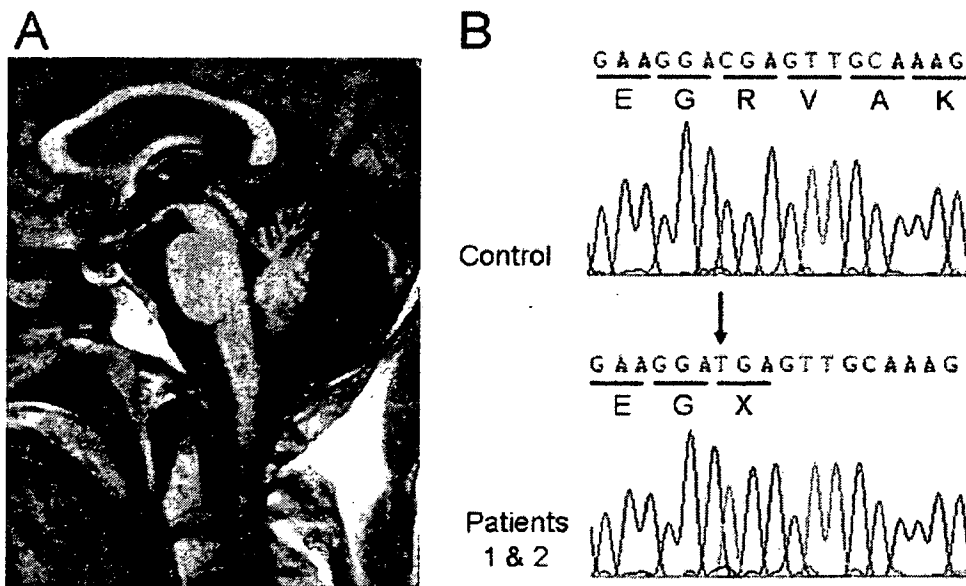 A
B
GAAGGACGAGTTGCAAAG
E G R V A K
Control
GAAGGATGAGTTGCAAAG
E G X
Patients
1 & 2